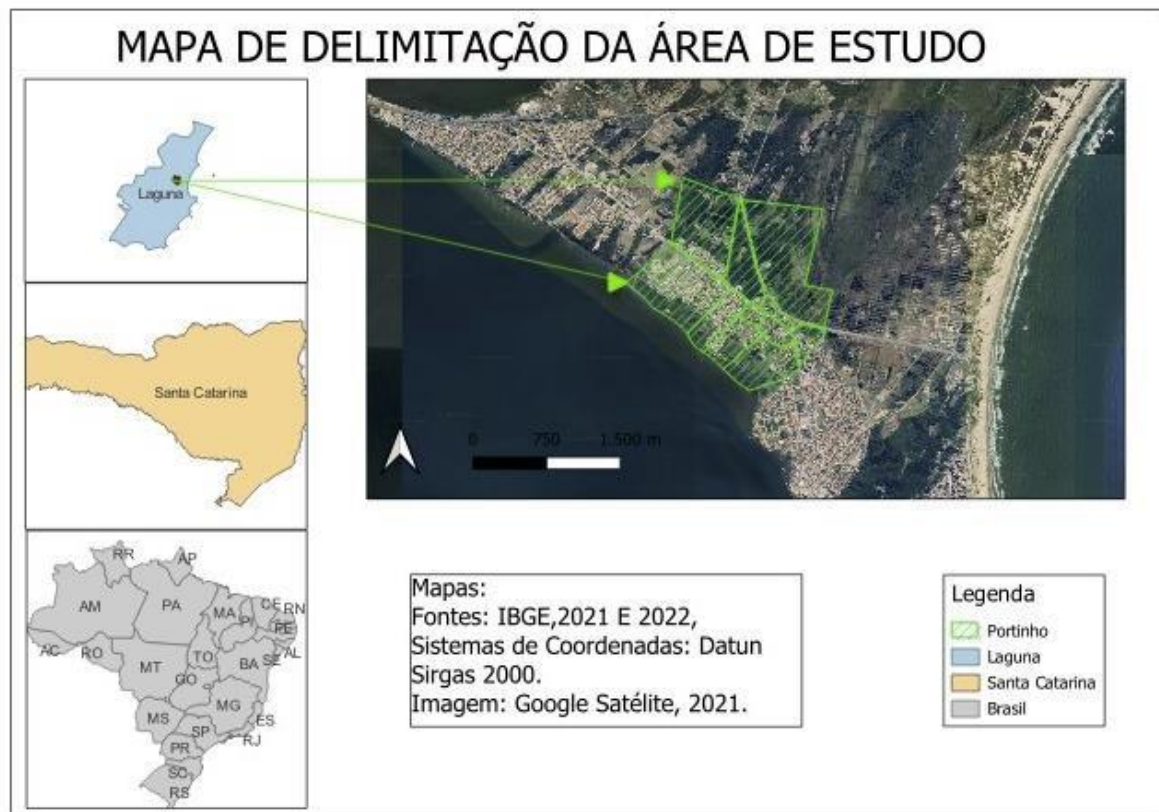 MAPA DE DELIMITAÇÃO DA ÁREA DE ESTUDO
Laguna
Santa Catarina
RR
AP
AM
PA
MA
CE
RN
PI
PE
AC
RO
TO
SE
AL
MT
BA
GO
MG
MS
ES
SP
RJ
PR
SC
RS
0 750 1.500 m
Mapas:
Fontes: IBGE,2021 E 2022,
Sistemas de Coordenadas: Datun
Sirgas 2000.
Imagem: Google Satélite, 2021.
Legenda
Portinho
Laguna
Santa Catarina
Brasil